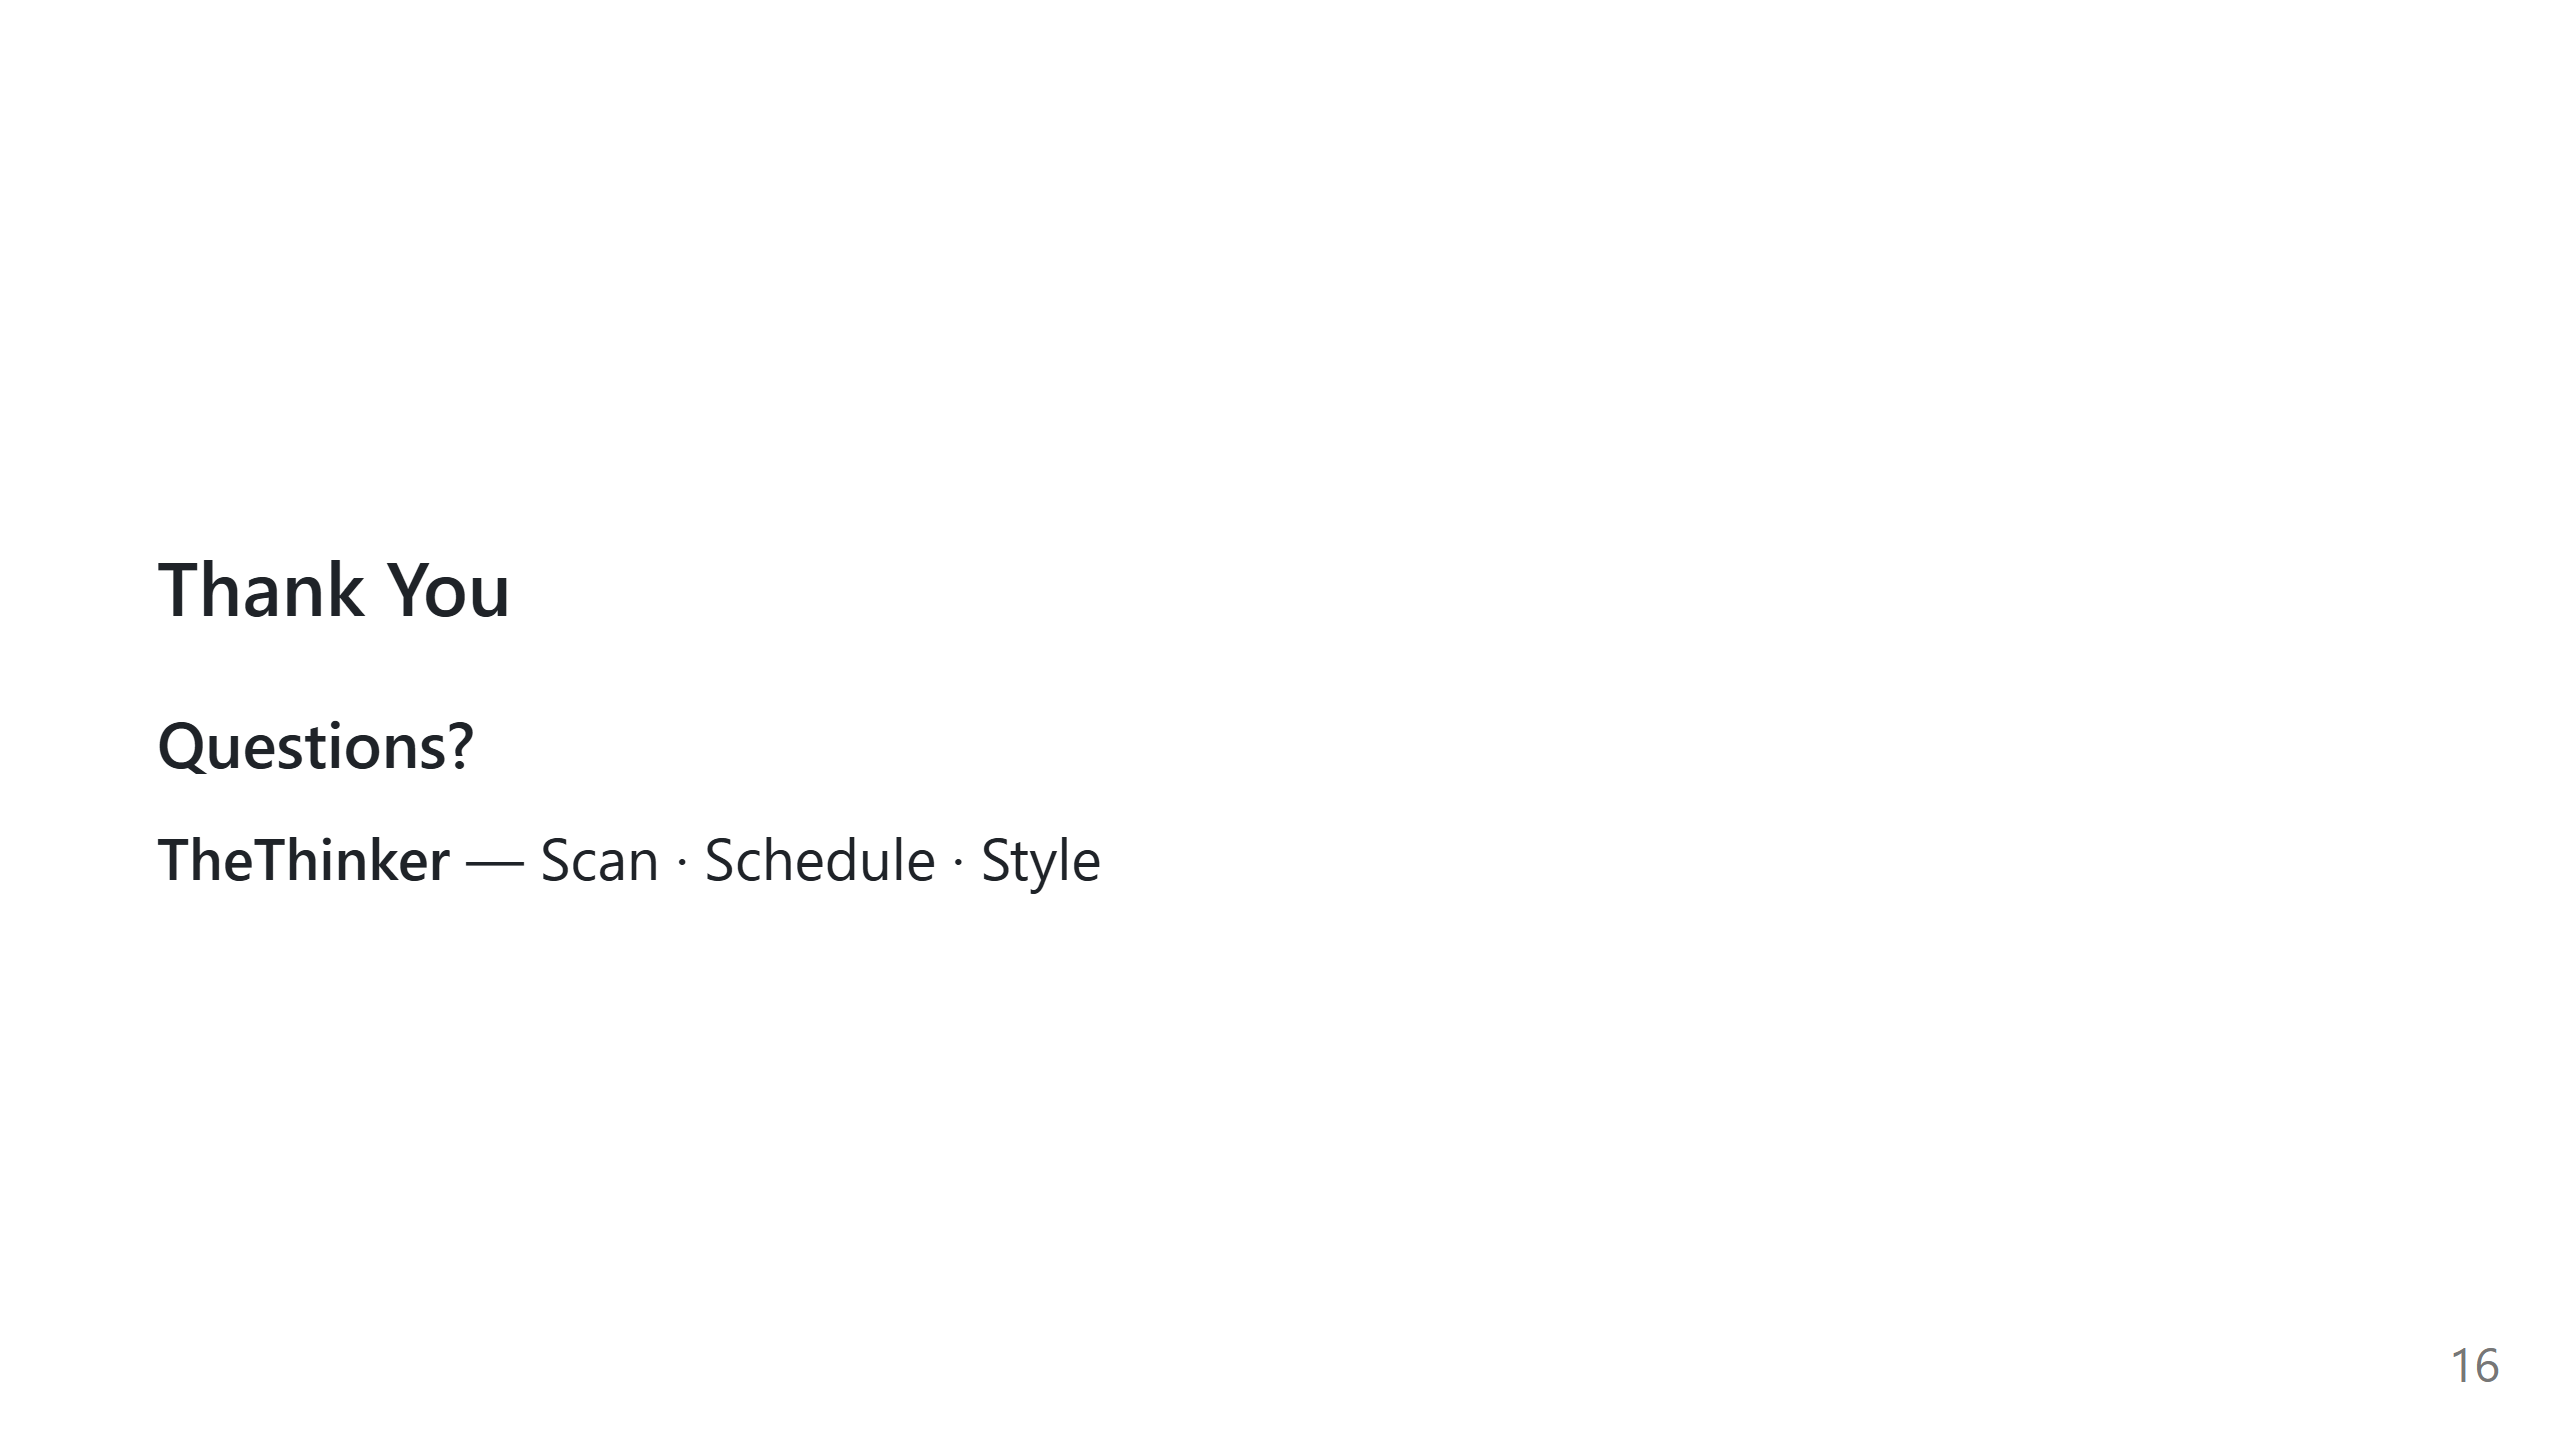 Thank You
Questions?
TheThinker — Scan · Schedule · Style
16